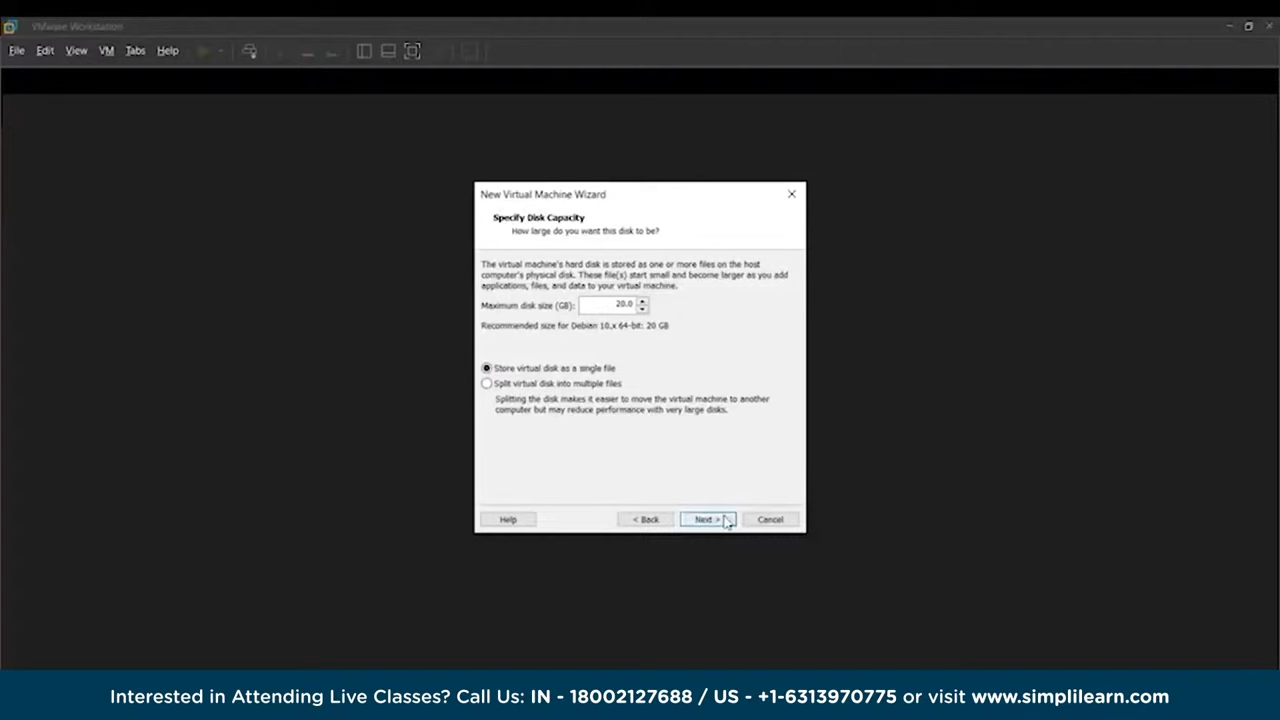 VMware Workstation
File Edit View VM Tabs Help
New Virtual Machine Wizard
Specify Disk Capacity
How large do you want this disk to be?
The virtual machine's hard disk is stored as one or more files on the host
computer's physical disk. These file(s) start small and become larger as you add
applications, files, and data to your virtual machine.
Maximum disk size (GB): 20.0
Recommended size for Debian 10.x 64-bit: 20 GB
Store virtual disk as a single file
Split virtual disk into multiple files
Splitting the disk makes it easier to move the virtual machine to another
computer but may reduce performance with very large disks.
Help < Back Next > Cancel
Interested in Attending Live Classes? Call Us: IN - 18002127688 / US - +1-6313970775 or visit www.simplilearn.com